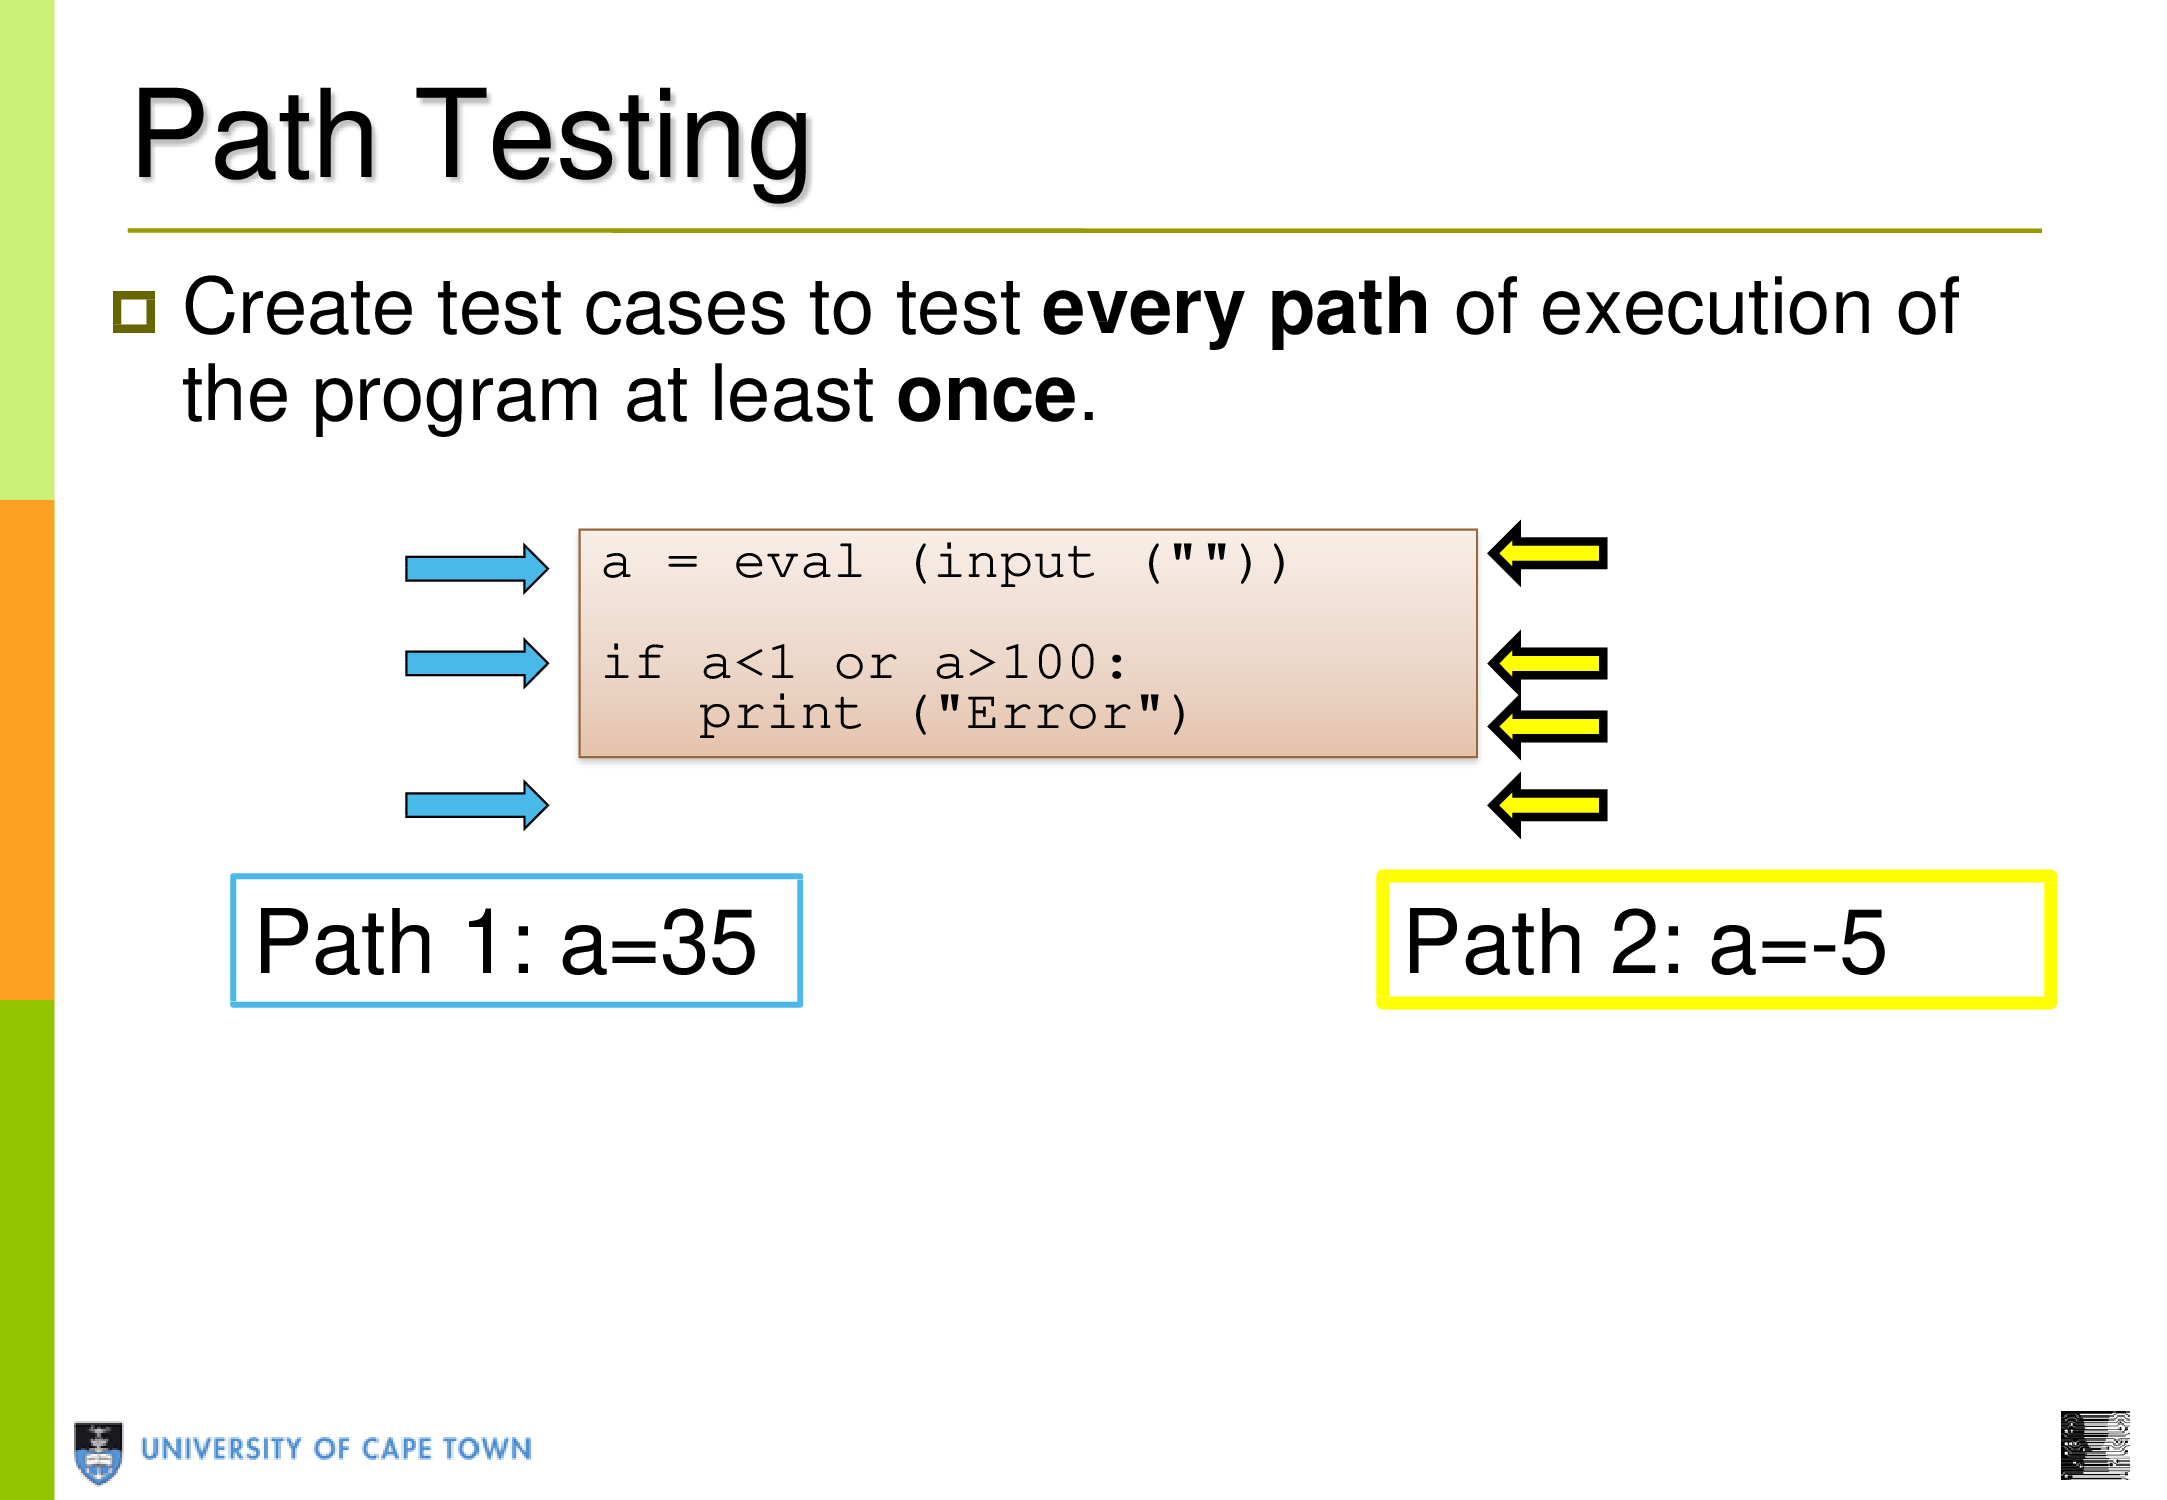 Path Testing
Create test cases to test every path of execution of
the program at least once.
a = eval (input (""))
if a<1 or a>100:
   print ("Error")
Path 1: a=35
Path 2: a=-5
UNIVERSITY OF CAPE TOWN